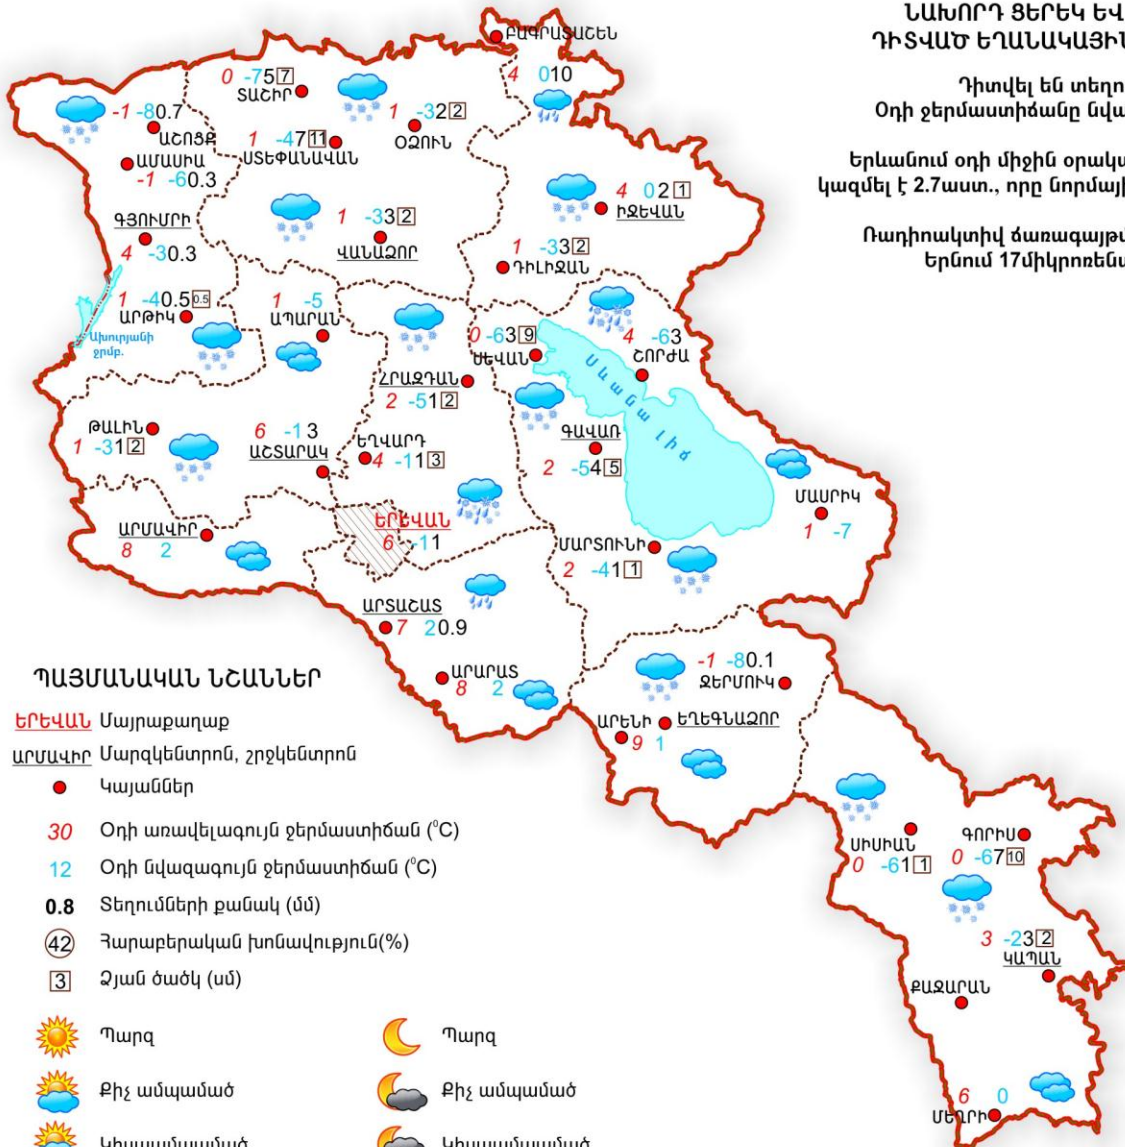 ՆԱԽՈՐԴ ՑԵՐԵԿ ԵՎ
ԴԻՏՎԱԾ ԵՂԱՆԱԿԱՅԻՆ
Դիտվել են տեղո
Օդի ջերմաստիճանը նվա
Երևանում օդի միջին օրակա
կազմել է 2.7աստ., որը նորմայի
Ռադիոակտիվ ճառագայթմ
Երնում 17միկրոռենտ
ԲԱԳՐԱՏԱՇԵՆ
4 0 10
0 -7 5 7
ՏԱՇԻՐ
-1 -8 0.7
ԱՇՈՑՔ
1 -3 2 2
ՕՁՈՒՆ
1 -4 7 11
ՍՏԵՓԱՆԱՎԱՆ
ԱՄԱՍԻԱ
-1 -6 0.3
4 0 2 1
ԻՋԵՎԱՆ
ԳՅՈՒՄՐԻ
4 -3 0.3
1 -3 3 2
ՎԱՆԱՁՈՐ
1 -3 3 2
ԴԻԼԻՋԱՆ
1 -4 0.5 0.5
ԱՐԹԻԿ
1 -5
ԱՊԱՐԱՆ
Ախուրյանի
ջրմբ.
0 -6 3 9
ՍԵՎԱՆ
4 -6 3
ՇՈՐԺԱ
Սևանա լիճ
ՀՐԱԶԴԱՆ
2 -5 1 2
ԹԱԼԻՆ
1 -3 1 2
6 -1 3
ԱՇՏԱՐԱԿ
ԵՂՎԱՐԴ
4 -1 1 3
ԳԱՎԱՌ
2 -5 4 5
ՄԱՍՐԻԿ
1 -7
ԱՐՄԱՎԻՐ
8 2
ԵՐԵՎԱՆ
6 -1 1
ՄԱՐՏՈՒՆԻ
2 -4 1 1
ԱՐՏԱՇԱՏ
7 2 0.9
ԱՐԱՐԱՏ
8 2
-1 -8 0.1
ՋԵՐՄՈՒԿ
ԱՐԵՆԻ
9 1
ԵՂԵԳՆԱՁՈՐ
ՍԻՍԻԱՆ
0 -6 1 1
ԳՈՐԻՍ
0 -6 7 10
3 -2 3 2
ԿԱՊԱՆ
ՔԱՋԱՐԱՆ
6 0
ՄԵՂՐԻ
ՊԱՅՄԱՆԱԿԱՆ ՆՇԱՆՆԵՐ
ԵՐԵՎԱՆ Մայրաքաղաք
ԱՐՄԱՎԻՐ Մարզկենտրոն, շրջկենտրոն
Կայաններ
30 Օդի առավելագույն ջերմաստիճան (⁰C)
12 Օդի նվազագույն ջերմաստիճան (⁰C)
0.8 Տեղումների քանակ (մմ)
42 Հարաբերական խոնավություն(%)
3 Ձյան ծածկ (սմ)
Պարզ Պարզ
Քիչ ամպամած Քիչ ամպամած